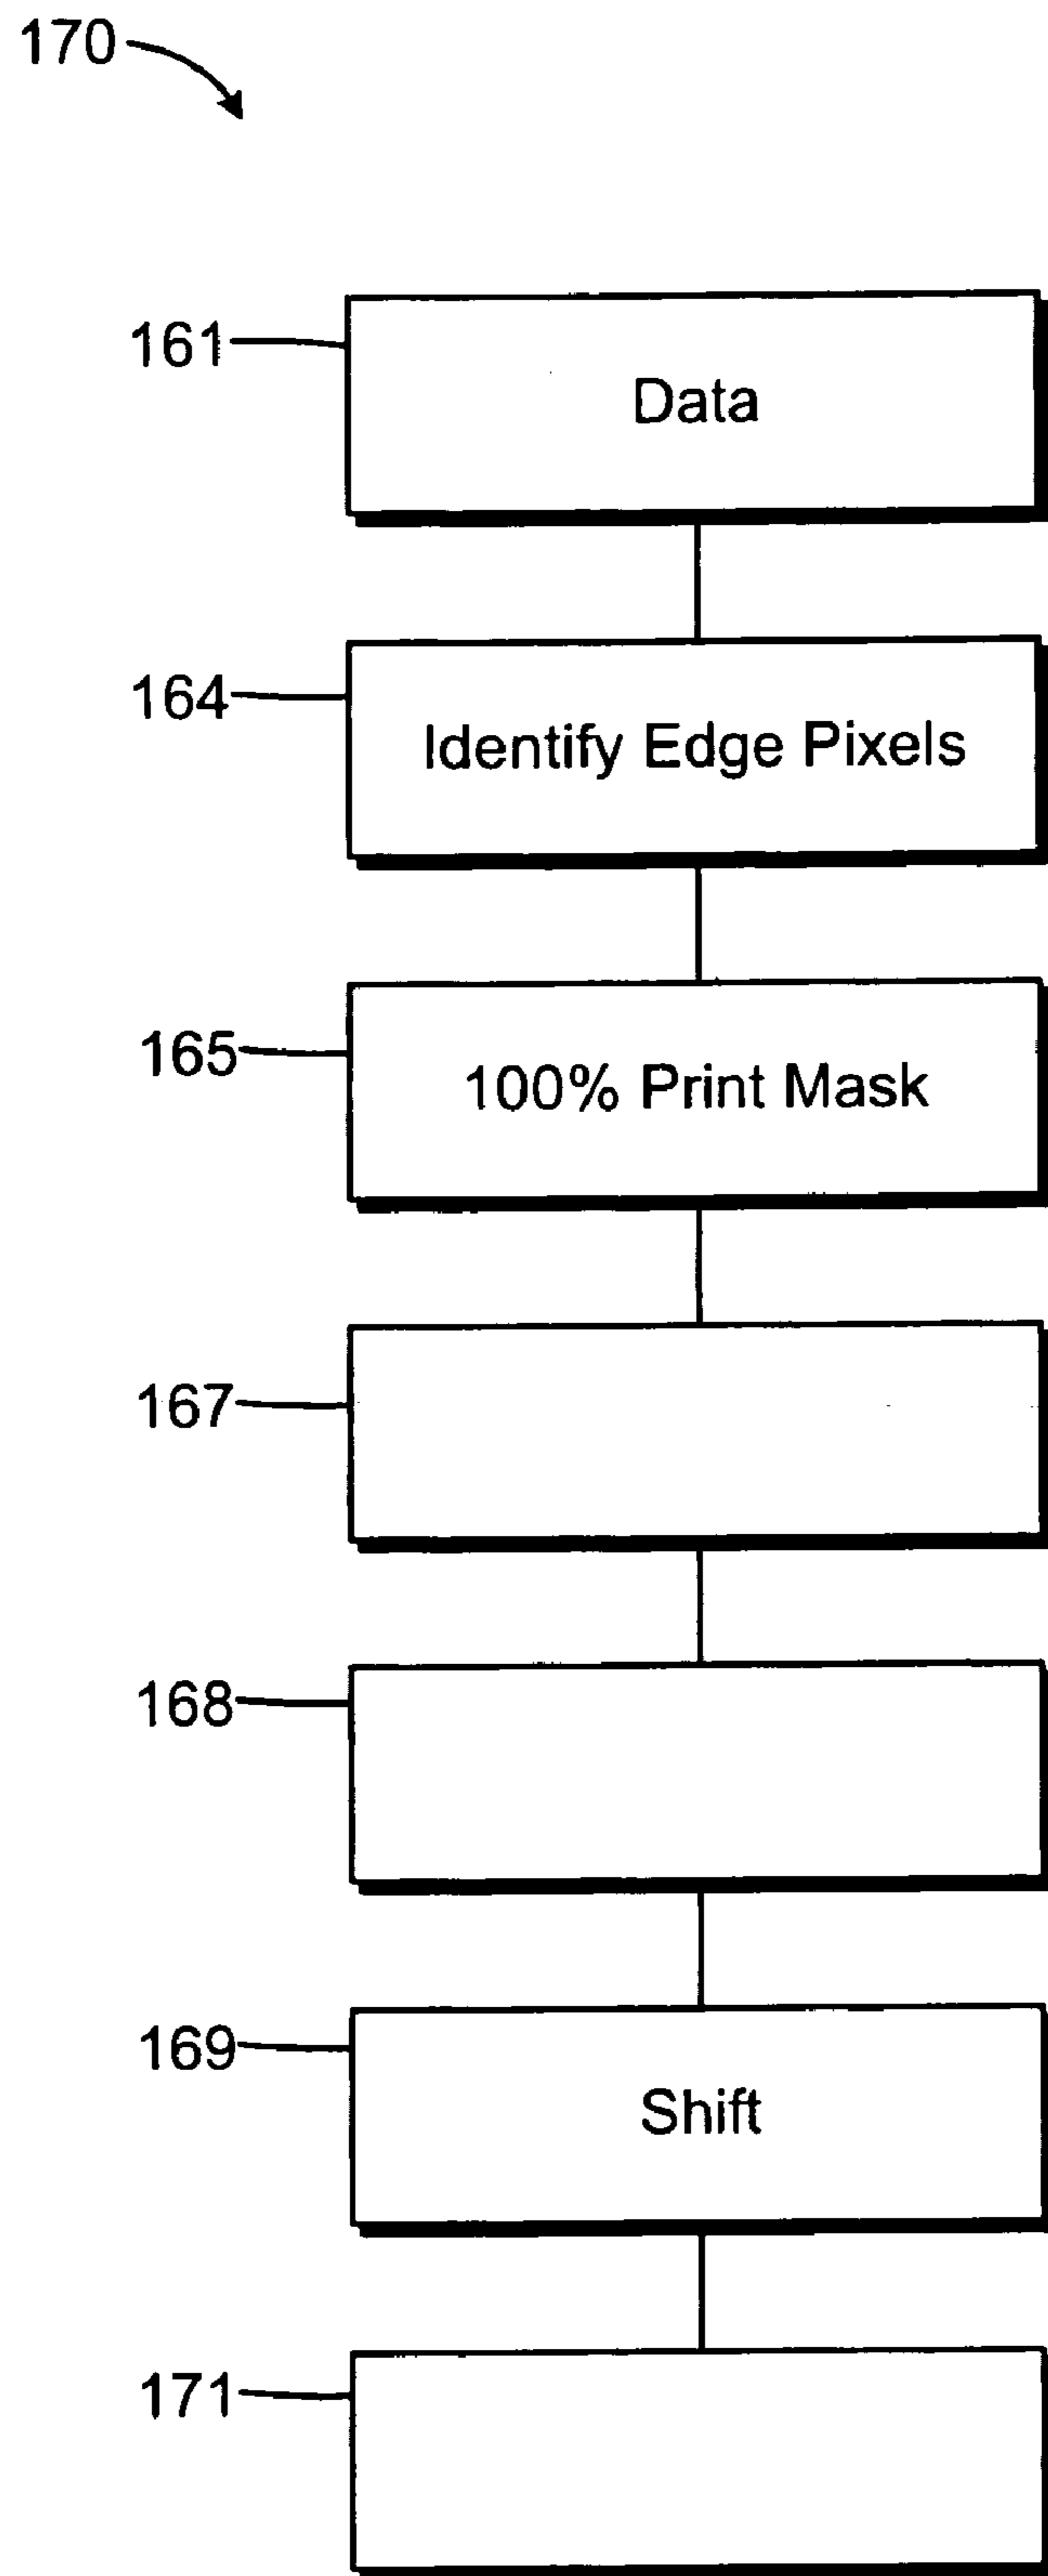 170
161
Data
164
Identify Edge Pixels
165
100% Print Mask
167
168
169
Shift
171